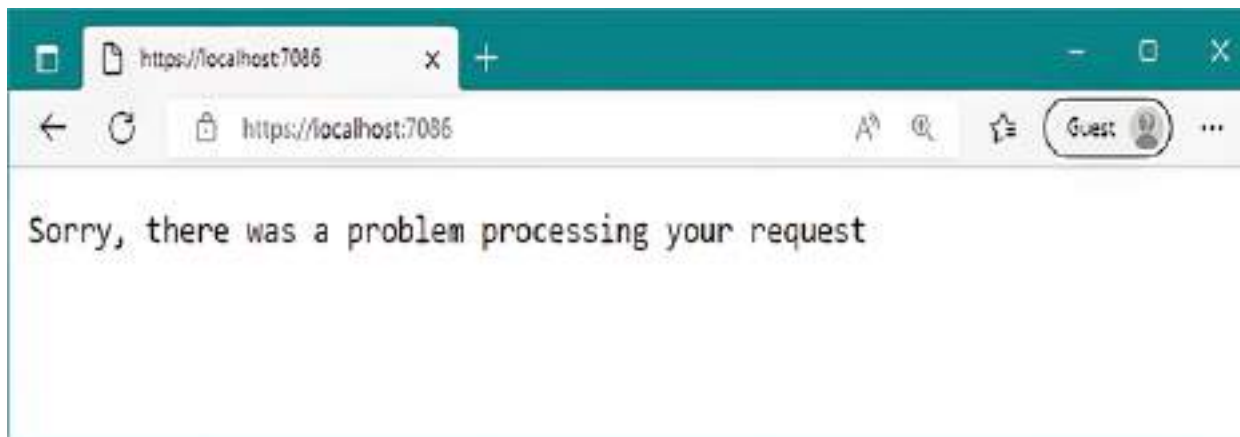 https://localhost:7086
https://localhost:7086
Guest
Sorry, there was a problem processing your request